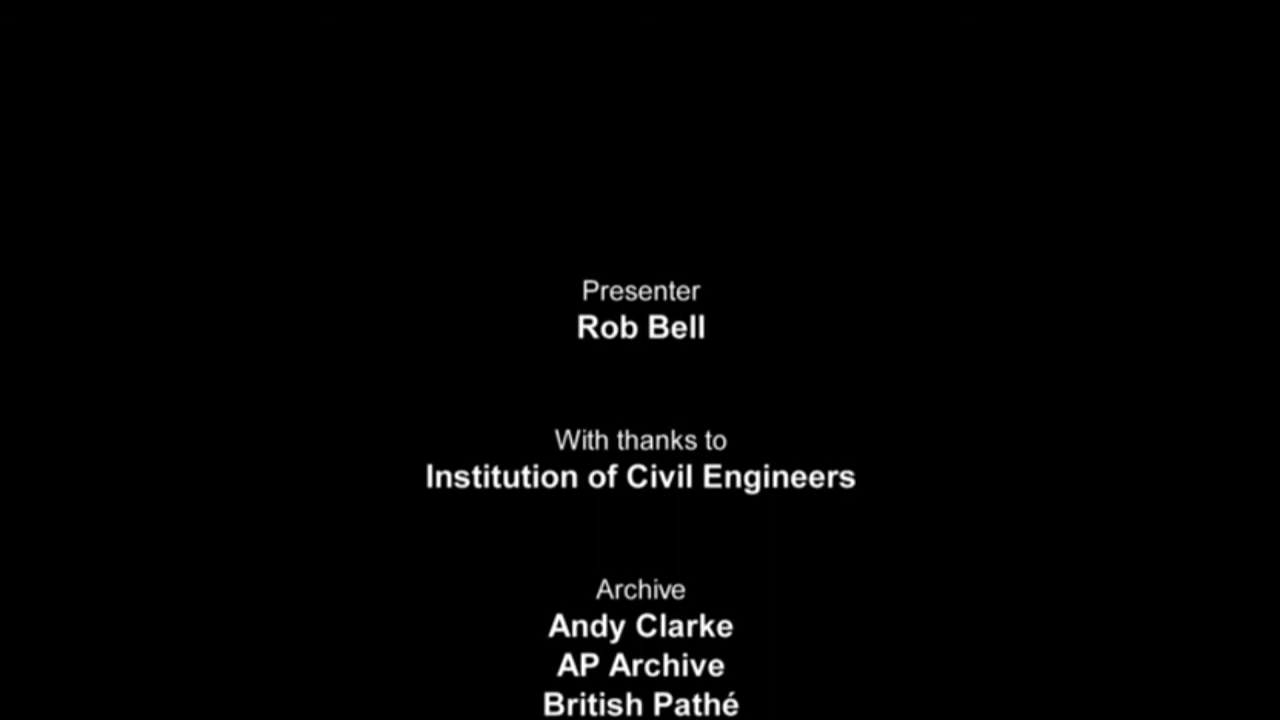 Presenter
Rob Bell
With thanks to
Institution of Civil Engineers
Archive
Andy Clarke
AP Archive
British Pathé